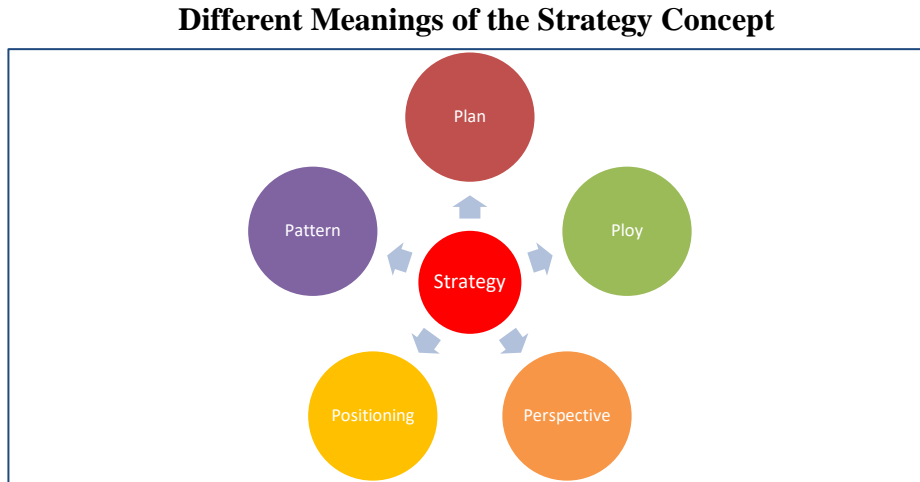 Different Meanings of the Strategy Concept
Plan
Pattern
Ploy
Strategy
Positioning
Perspective